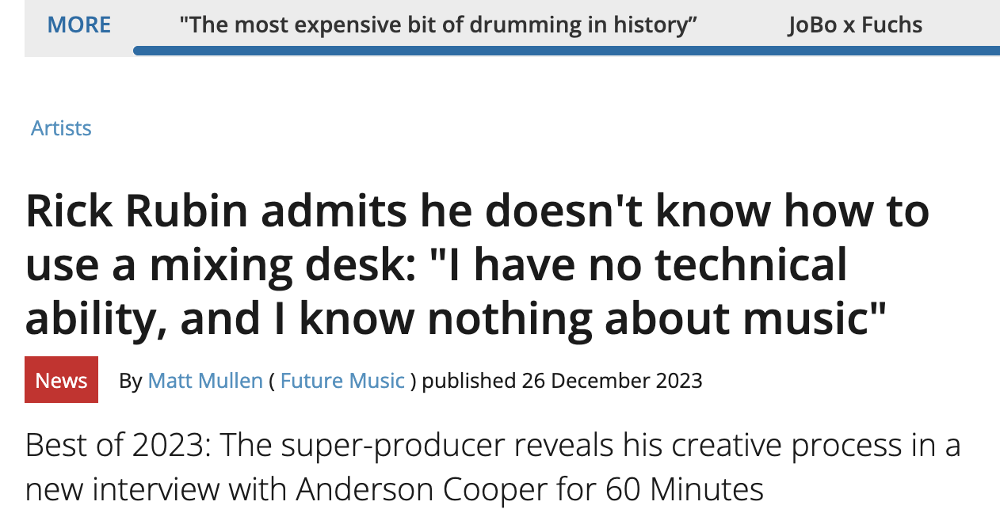 MORE "The most expensive bit of drumming in history” JoBo x Fuchs
Artists
Rick Rubin admits he doesn't know how to
use a mixing desk: "I have no technical
ability, and I know nothing about music"
News By Matt Mullen ( Future Music ) published 26 December 2023
Best of 2023: The super-producer reveals his creative process in a
new interview with Anderson Cooper for 60 Minutes